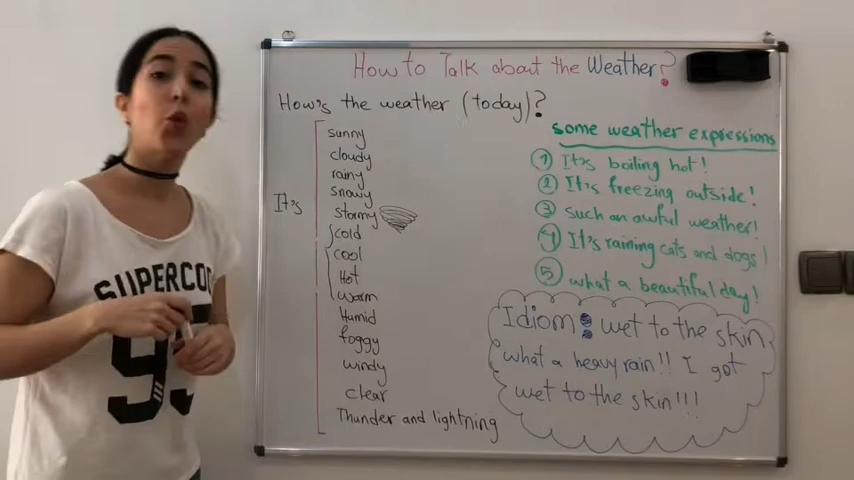 How to Talk about the Weather?
How's the weather (today)?
It's
sunny
cloudy
rainy
snowy
stormy
cold
cool
Hot
warm
Humid
foggy
windy
clear
Thunder and lightning
some weather expressions
1 It's boiling hot!
2 It's freezing outside!
3 such an awful weather!
4 It's raining cats and dogs!
5 what a beautiful day!
Idiom: wet to the skin
what a heavy rain!! I got
wet to the skin!!!
SUPERCO